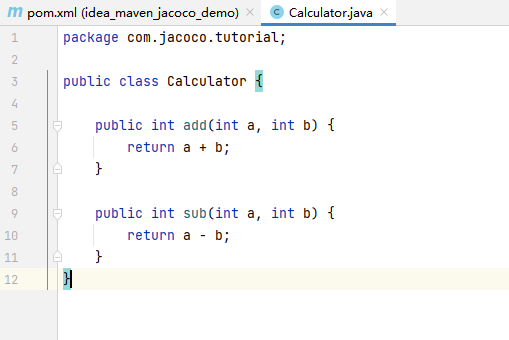 m pom.xml (idea_maven_jacoco_demo) × C Calculator.java ×
1 package com.jacoco.tutorial;
2
3 public class Calculator {
4
5     public int add(int a, int b) {
6         return a + b;
7     }
8
9     public int sub(int a, int b) {
10         return a - b;
11     }
12 }